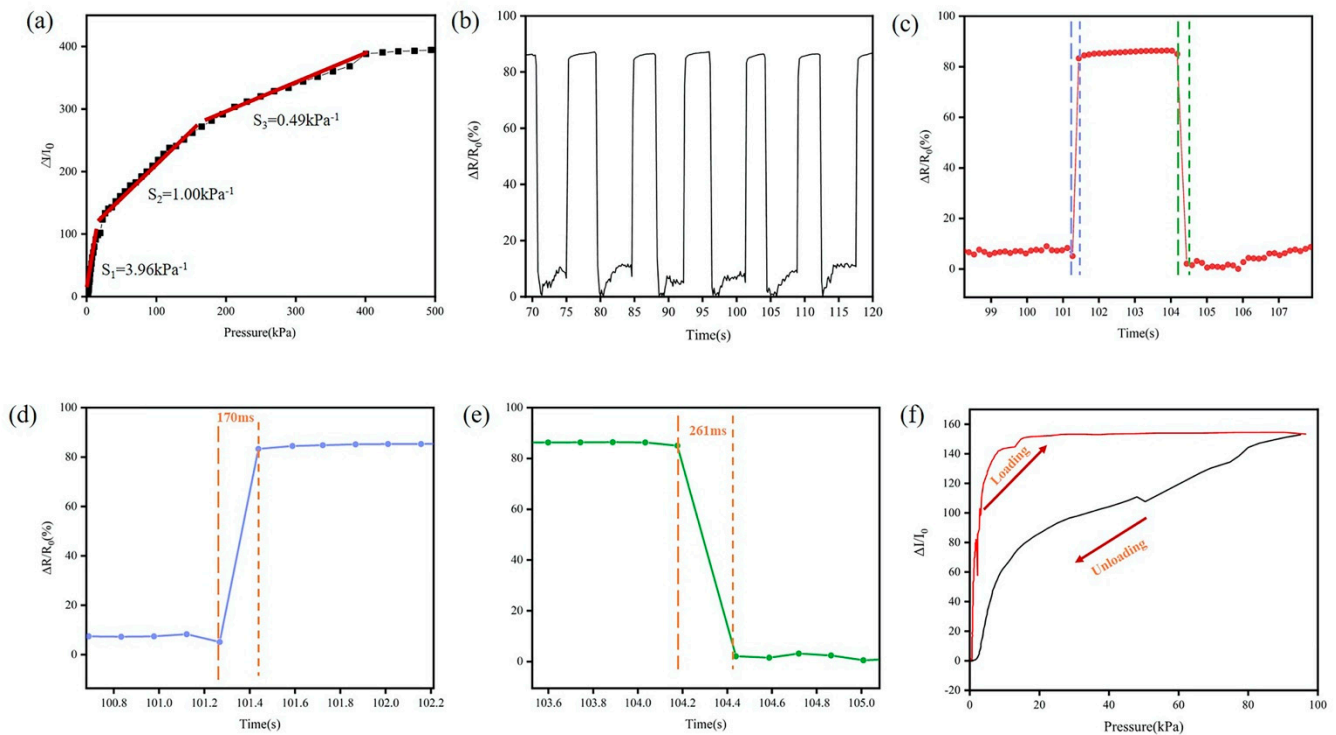 (a)
400
300
200
100
0
ΔI/I₀
S₁=3.96kPa⁻¹
S₂=1.00kPa⁻¹
S₃=0.49kPa⁻¹
0 100 200 300 400 500
Pressure(kPa)
(b)
100
80
60
40
20
0
ΔR/R₀(%)
70 75 80 85 90 95 100 105 110 115 120
Time(s)
(c)
100
80
60
40
20
0
ΔR/R₀(%)
99 100 101 102 103 104 105 106 107
Time(s)
(d)
100
80
60
40
20
0
ΔR/R₀(%)
170ms
100.8 101.0 101.2 101.4 101.6 101.8 102.0 102.2
Time(s)
(e)
100
80
60
40
20
0
ΔR/R₀(%)
261ms
103.6 103.8 104.0 104.2 104.4 104.6 104.8 105.0
Time(s)
(f)
160
140
120
100
80
60
40
20
0
-20
ΔI/I₀
Loading
Unloading
0 20 40 60 80 100
Pressure(kPa)